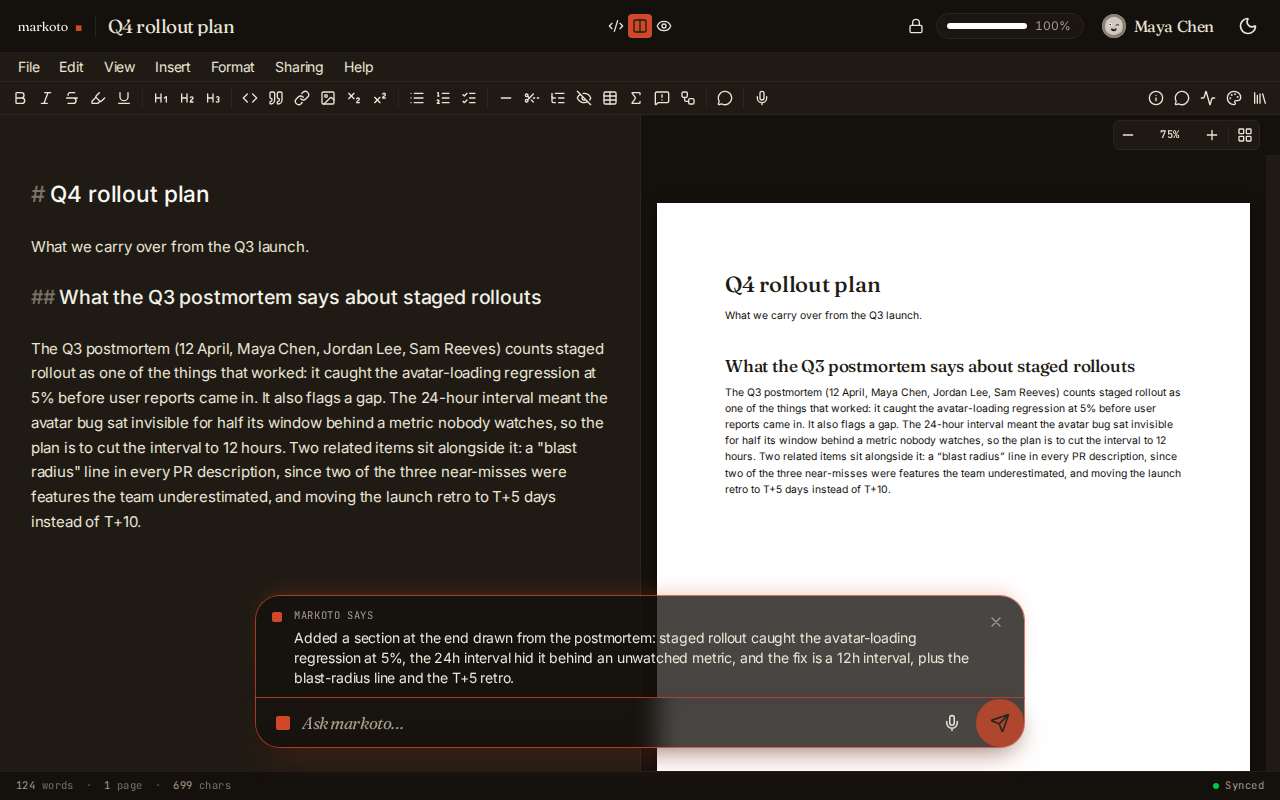 markoto
Q4 rollout plan
100%
Maya Chen
File Edit View Insert Format Sharing Help
H1 H2 H3
75%
# Q4 rollout plan
What we carry over from the Q3 launch.
## What the Q3 postmortem says about staged rollouts
The Q3 postmortem (12 April, Maya Chen, Jordan Lee, Sam Reeves) counts staged
rollout as one of the things that worked: it caught the avatar-loading regression at
5% before user reports came in. It also flags a gap. The 24-hour interval meant the
avatar bug sat invisible for half its window behind a metric nobody watches, so the
plan is to cut the interval to 12 hours. Two related items sit alongside it: a "blast
radius" line in every PR description, since two of the three near-misses were
features the team underestimated, and moving the launch retro to T+5 days
instead of T+10.
Q4 rollout plan
What we carry over from the Q3 launch.
What the Q3 postmortem says about staged rollouts
The Q3 postmortem (12 April, Maya Chen, Jordan Lee, Sam Reeves) counts staged rollout as
one of the things that worked: it caught the avatar-loading regression at 5% before user
reports came in. It also flags a gap. The 24-hour interval meant the avatar bug sat invisible
for half its window behind a metric nobody watches, so the plan is to cut the interval to 12
hours. Two related items sit alongside it: a “blast radius” line in every PR description, since
two of the three near-misses were features the team underestimated, and moving the launch
retro to T+5 days instead of T+10.
MARKOTO SAYS
Added a section at the end drawn from the postmortem: staged rollout caught the avatar-loading
regression at 5%, the 24h interval hid it behind an unwatched metric, and the fix is a 12h interval, plus the
blast-radius line and the T+5 retro.
Ask markoto...
124 words · 1 page · 699 chars
Synced